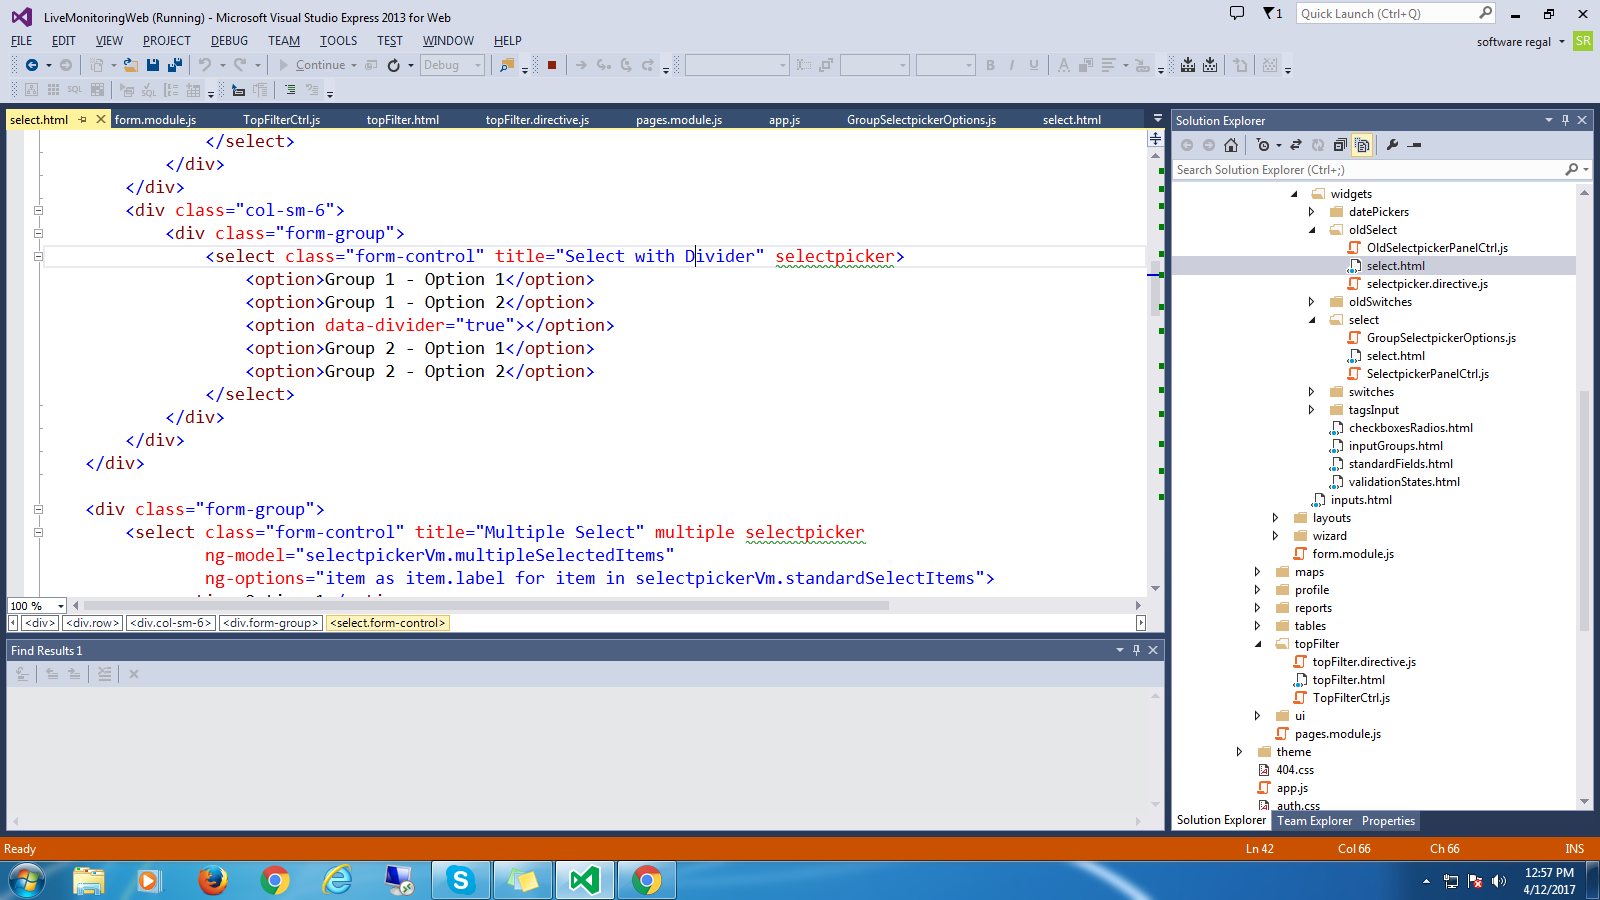 LiveMonitoringWeb (Running) - Microsoft Visual Studio Express 2013 for Web
1
Quick Launch (Ctrl+Q)
FILE EDIT VIEW PROJECT DEBUG TEAM TOOLS TEST WINDOW HELP
software regal
SR
Continue
Debug
select.html form.module.js TopFilterCtrl.js topFilter.html topFilter.directive.js pages.module.js app.js GroupSelectpickerOptions.js select.html
</select>
</div>
</div>
<div class="col-sm-6">
<div class="form-group">
<select class="form-control" title="Select with Divider" selectpicker>
<option>Group 1 - Option 1</option>
<option>Group 1 - Option 2</option>
<option data-divider="true"></option>
<option>Group 2 - Option 1</option>
<option>Group 2 - Option 2</option>
</select>
</div>
</div>
</div>
<div class="form-group">
<select class="form-control" title="Multiple Select" multiple selectpicker
ng-model="selectpickerVm.multipleSelectedItems"
ng-options="item as item.label for item in selectpickerVm.standardSelectItems">
100 %
<div> <div.row> <div.col-sm-6> <div.form-group> <select.form-control>
Find Results 1
Solution Explorer
Search Solution Explorer (Ctrl+;)
widgets
datePickers
oldSelect
OldSelectpickerPanelCtrl.js
select.html
selectpicker.directive.js
oldSwitches
select
GroupSelectpickerOptions.js
select.html
SelectpickerPanelCtrl.js
switches
tagsInput
checkboxesRadios.html
inputGroups.html
standardFields.html
validationStates.html
inputs.html
layouts
wizard
form.module.js
maps
profile
reports
tables
topFilter
topFilter.directive.js
topFilter.html
TopFilterCtrl.js
ui
pages.module.js
theme
404.css
app.js
auth.css
Solution Explorer Team Explorer Properties
Ready
Ln 42 Col 66 Ch 66 INS
12:57 PM
4/12/2017